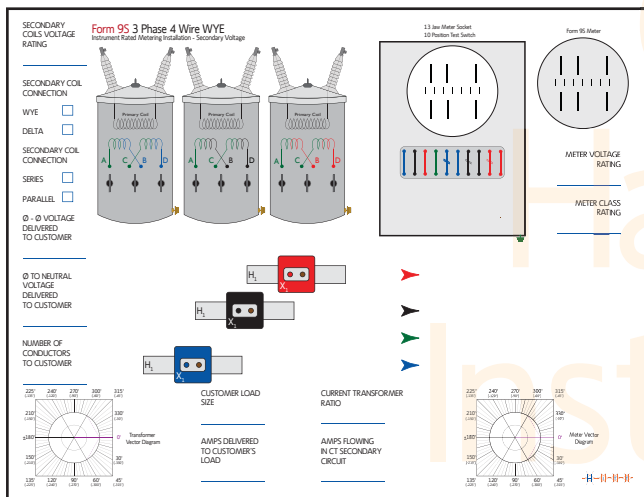 SECONDARY
COILS VOLTAGE
RATING
Form 9S 3 Phase 4 Wire WYE
Instrument Rated Metering Installation - Secondary Voltage
13 Jaw Meter Socket
10 Position Test Switch
Form 9S Meter
SECONDARY COIL
CONNECTION
WYE
DELTA
SECONDARY COIL
CONNECTION
SERIES
PARALLEL
Primary Coil
Primary Coil
Primary Coil
A C B D
A C B D
A C B D
METER VOLTAGE
RATING
METER CLASS
RATING
Ø - Ø VOLTAGE
DELIVERED
TO CUSTOMER
Ø TO NEUTRAL
VOLTAGE
DELIVERED
TO CUSTOMER
NUMBER OF
CONDUCTORS
TO CUSTOMER
H1
X1
H1
X1
H1
X1
225° 240° 270° 300° 315°
210° 330°
180° 0°
150° 30°
135° 120° 90° 60° 45°
Transformer
Vector Diagram
CUSTOMER LOAD
SIZE
AMPS DELIVERED
TO CUSTOMER'S
LOAD
CURRENT TRANSFORMER
RATIO
AMPS FLOWING
IN CT SECONDARY
CIRCUIT
225° 240° 270° 300° 315°
210° 330°
180° 0°
150° 30°
135° 120° 90° 60° 45°
Meter Vector
Diagram
Ha
Inst